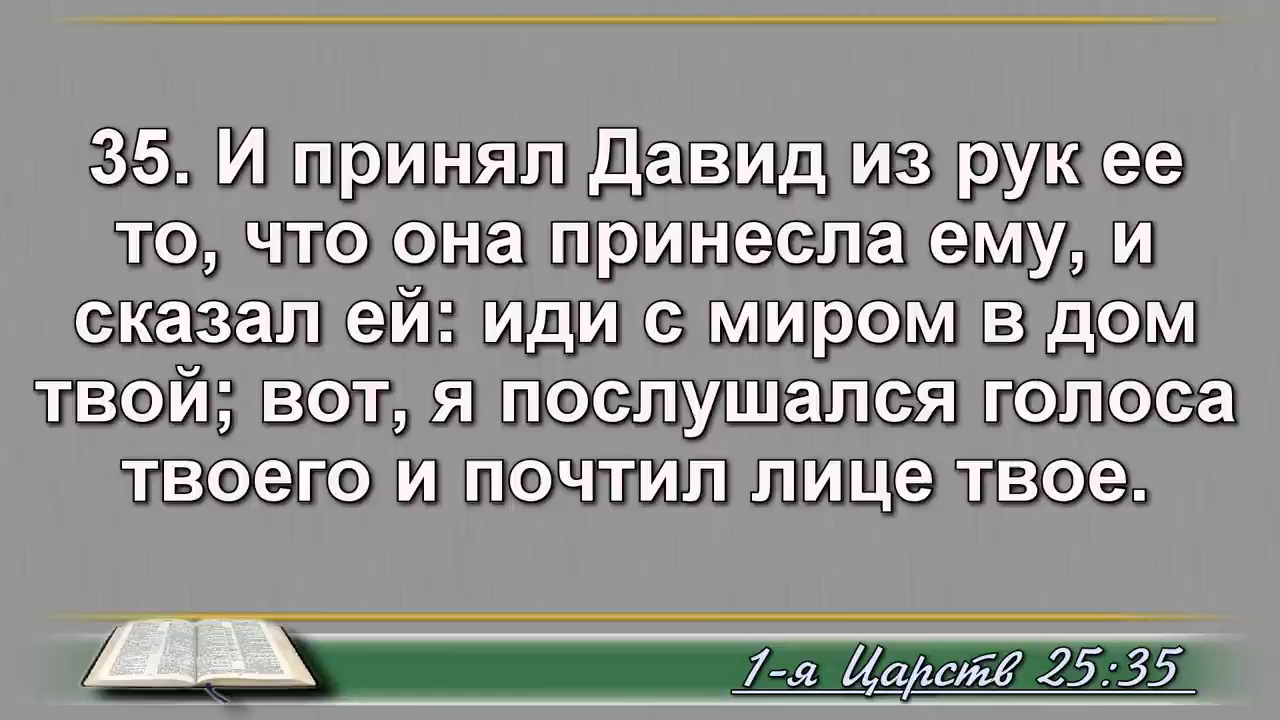 35. И принял Давид из рук ее
то, что она принесла ему, и
сказал ей: иди с миром в дом
твой; вот, я послушался голоса
твоего и почтил лице твое.
1-я Царств 25:35